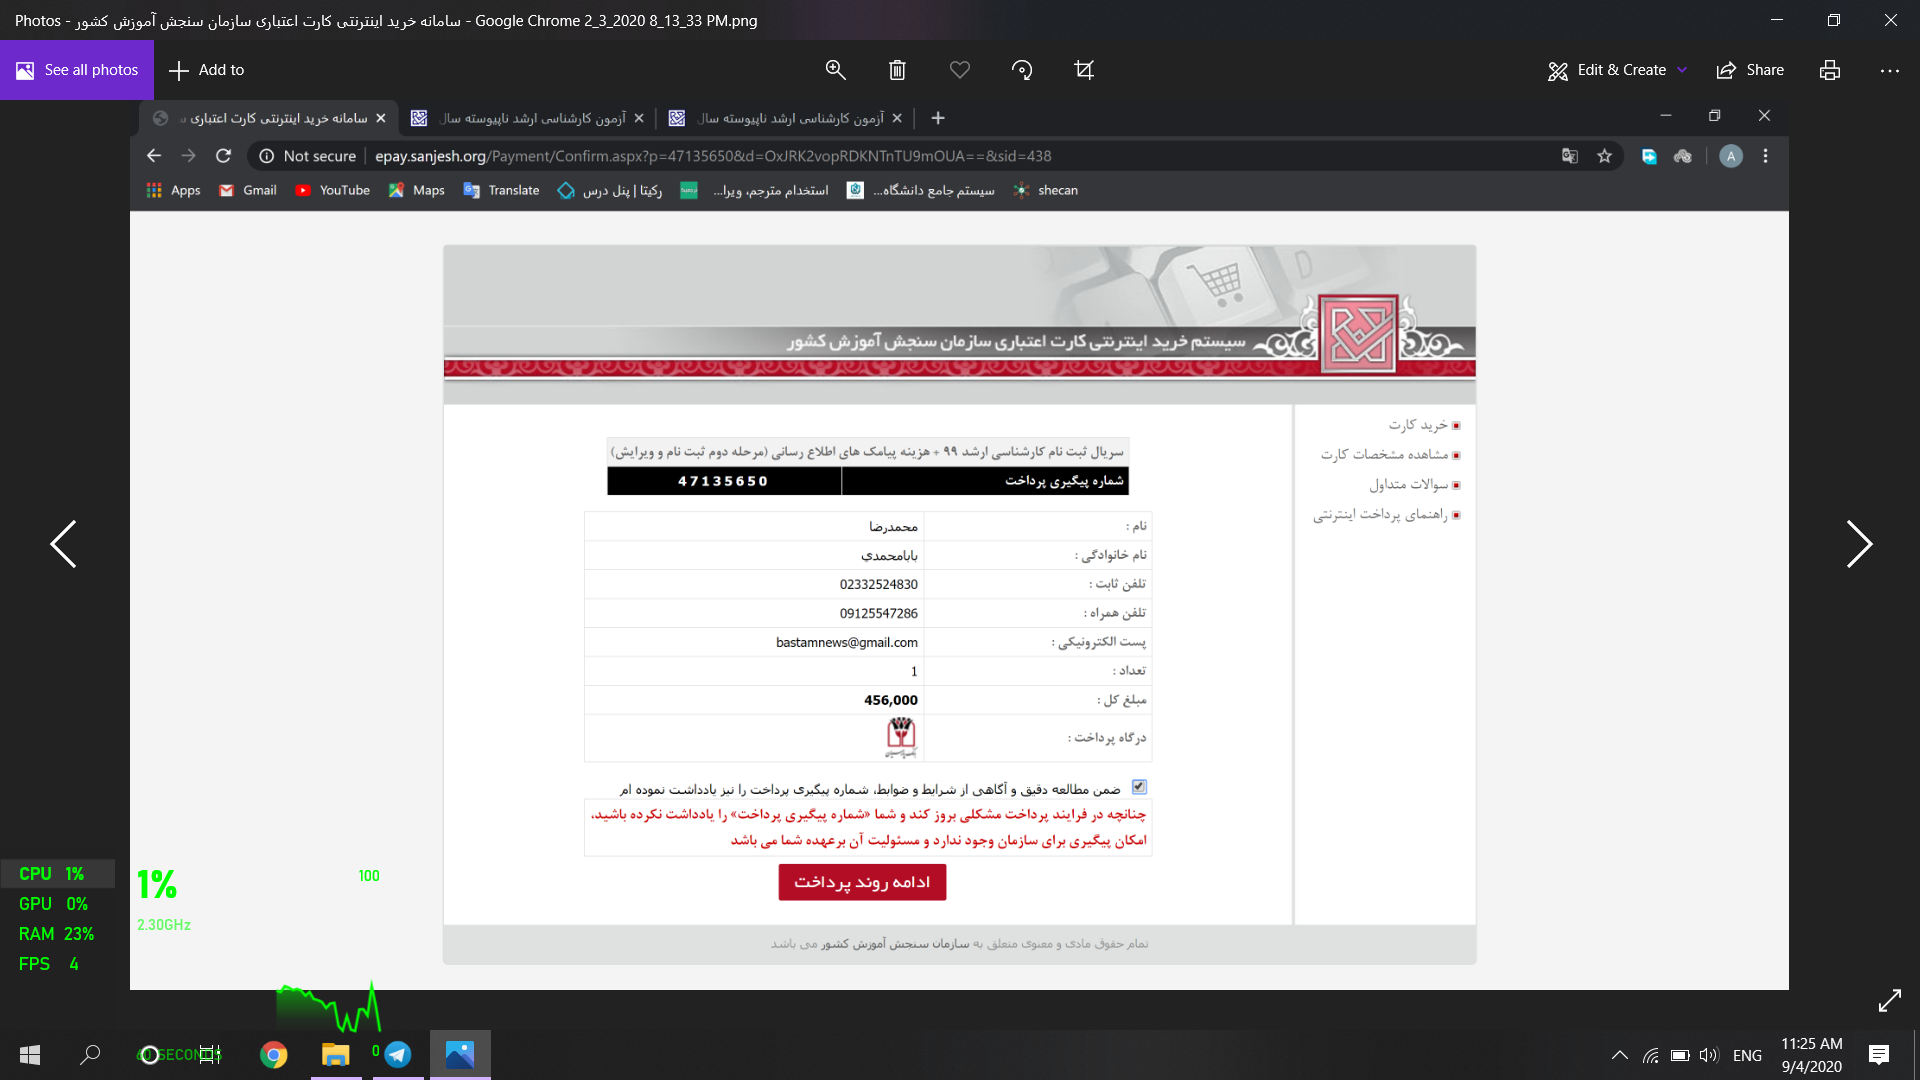 Photos - سامانه خرید اینترنتی کارت اعتباری سازمان سنجش آموزش کشور - Google Chrome 2_3_2020 8_13_33 PM.png
See all photos
Add to
Edit & Create
Share
سامانه خرید اینترنتی کارت اعتباری س
آزمون کارشناسی ارشد ناپیوسته سال
آزمون کارشناسی ارشد ناپیوسته سال
Not secure
epay.sanjesh.org/Payment/Confirm.aspx?p=47135650&d=OxJRK2vopRDKNTnTU9mOUA==&sid=438
A
Apps
Gmail
YouTube
Maps
Translate
رکیتا | پنل درس
استخدام مترجم، ویرا...
سیستم جامع دانشگاه...
shecan
سیستم خرید اینترنتی کارت اعتباری سازمان سنجش آموزش کشور
خرید کارت
مشاهده مشخصات کارت
سوالات متداول
راهنمای پرداخت اینترنتی
سریال ثبت نام کارشناسی ارشد ۹۹ + هزینه پیامک های اطلاع رسانی (مرحله دوم ثبت نام و ویرایش)
شماره پیگیری پرداخت
47135650
نام :
محمدرضا
نام خانوادگی :
بابامحمدي
تلفن ثابت :
02332524830
تلفن همراه :
09125547286
پست الکترونیکی :
bastamnews@gmail.com
تعداد :
1
مبلغ کل :
456,000
درگاه پرداخت :
ضمن مطالعه دقیق و آگاهی از شرایط و ضوابط، شماره پیگیری پرداخت را نیز یادداشت نموده ام
چنانچه در فرایند پرداخت مشکلی بروز کند و شما «شماره پیگیری پرداخت» را یادداشت نکرده باشید،
امکان پیگیری برای سازمان وجود ندارد و مسئولیت آن برعهده شما می باشد
ادامه روند پرداخت
تمام حقوق مادی و معنوی متعلق به سازمان سنجش آموزش کشور می باشد
CPU 1%
GPU 0%
RAM 23%
FPS 4
1%
100
2.30GHz
60 SECONDS
0
ENG
11:25 AM
9/4/2020